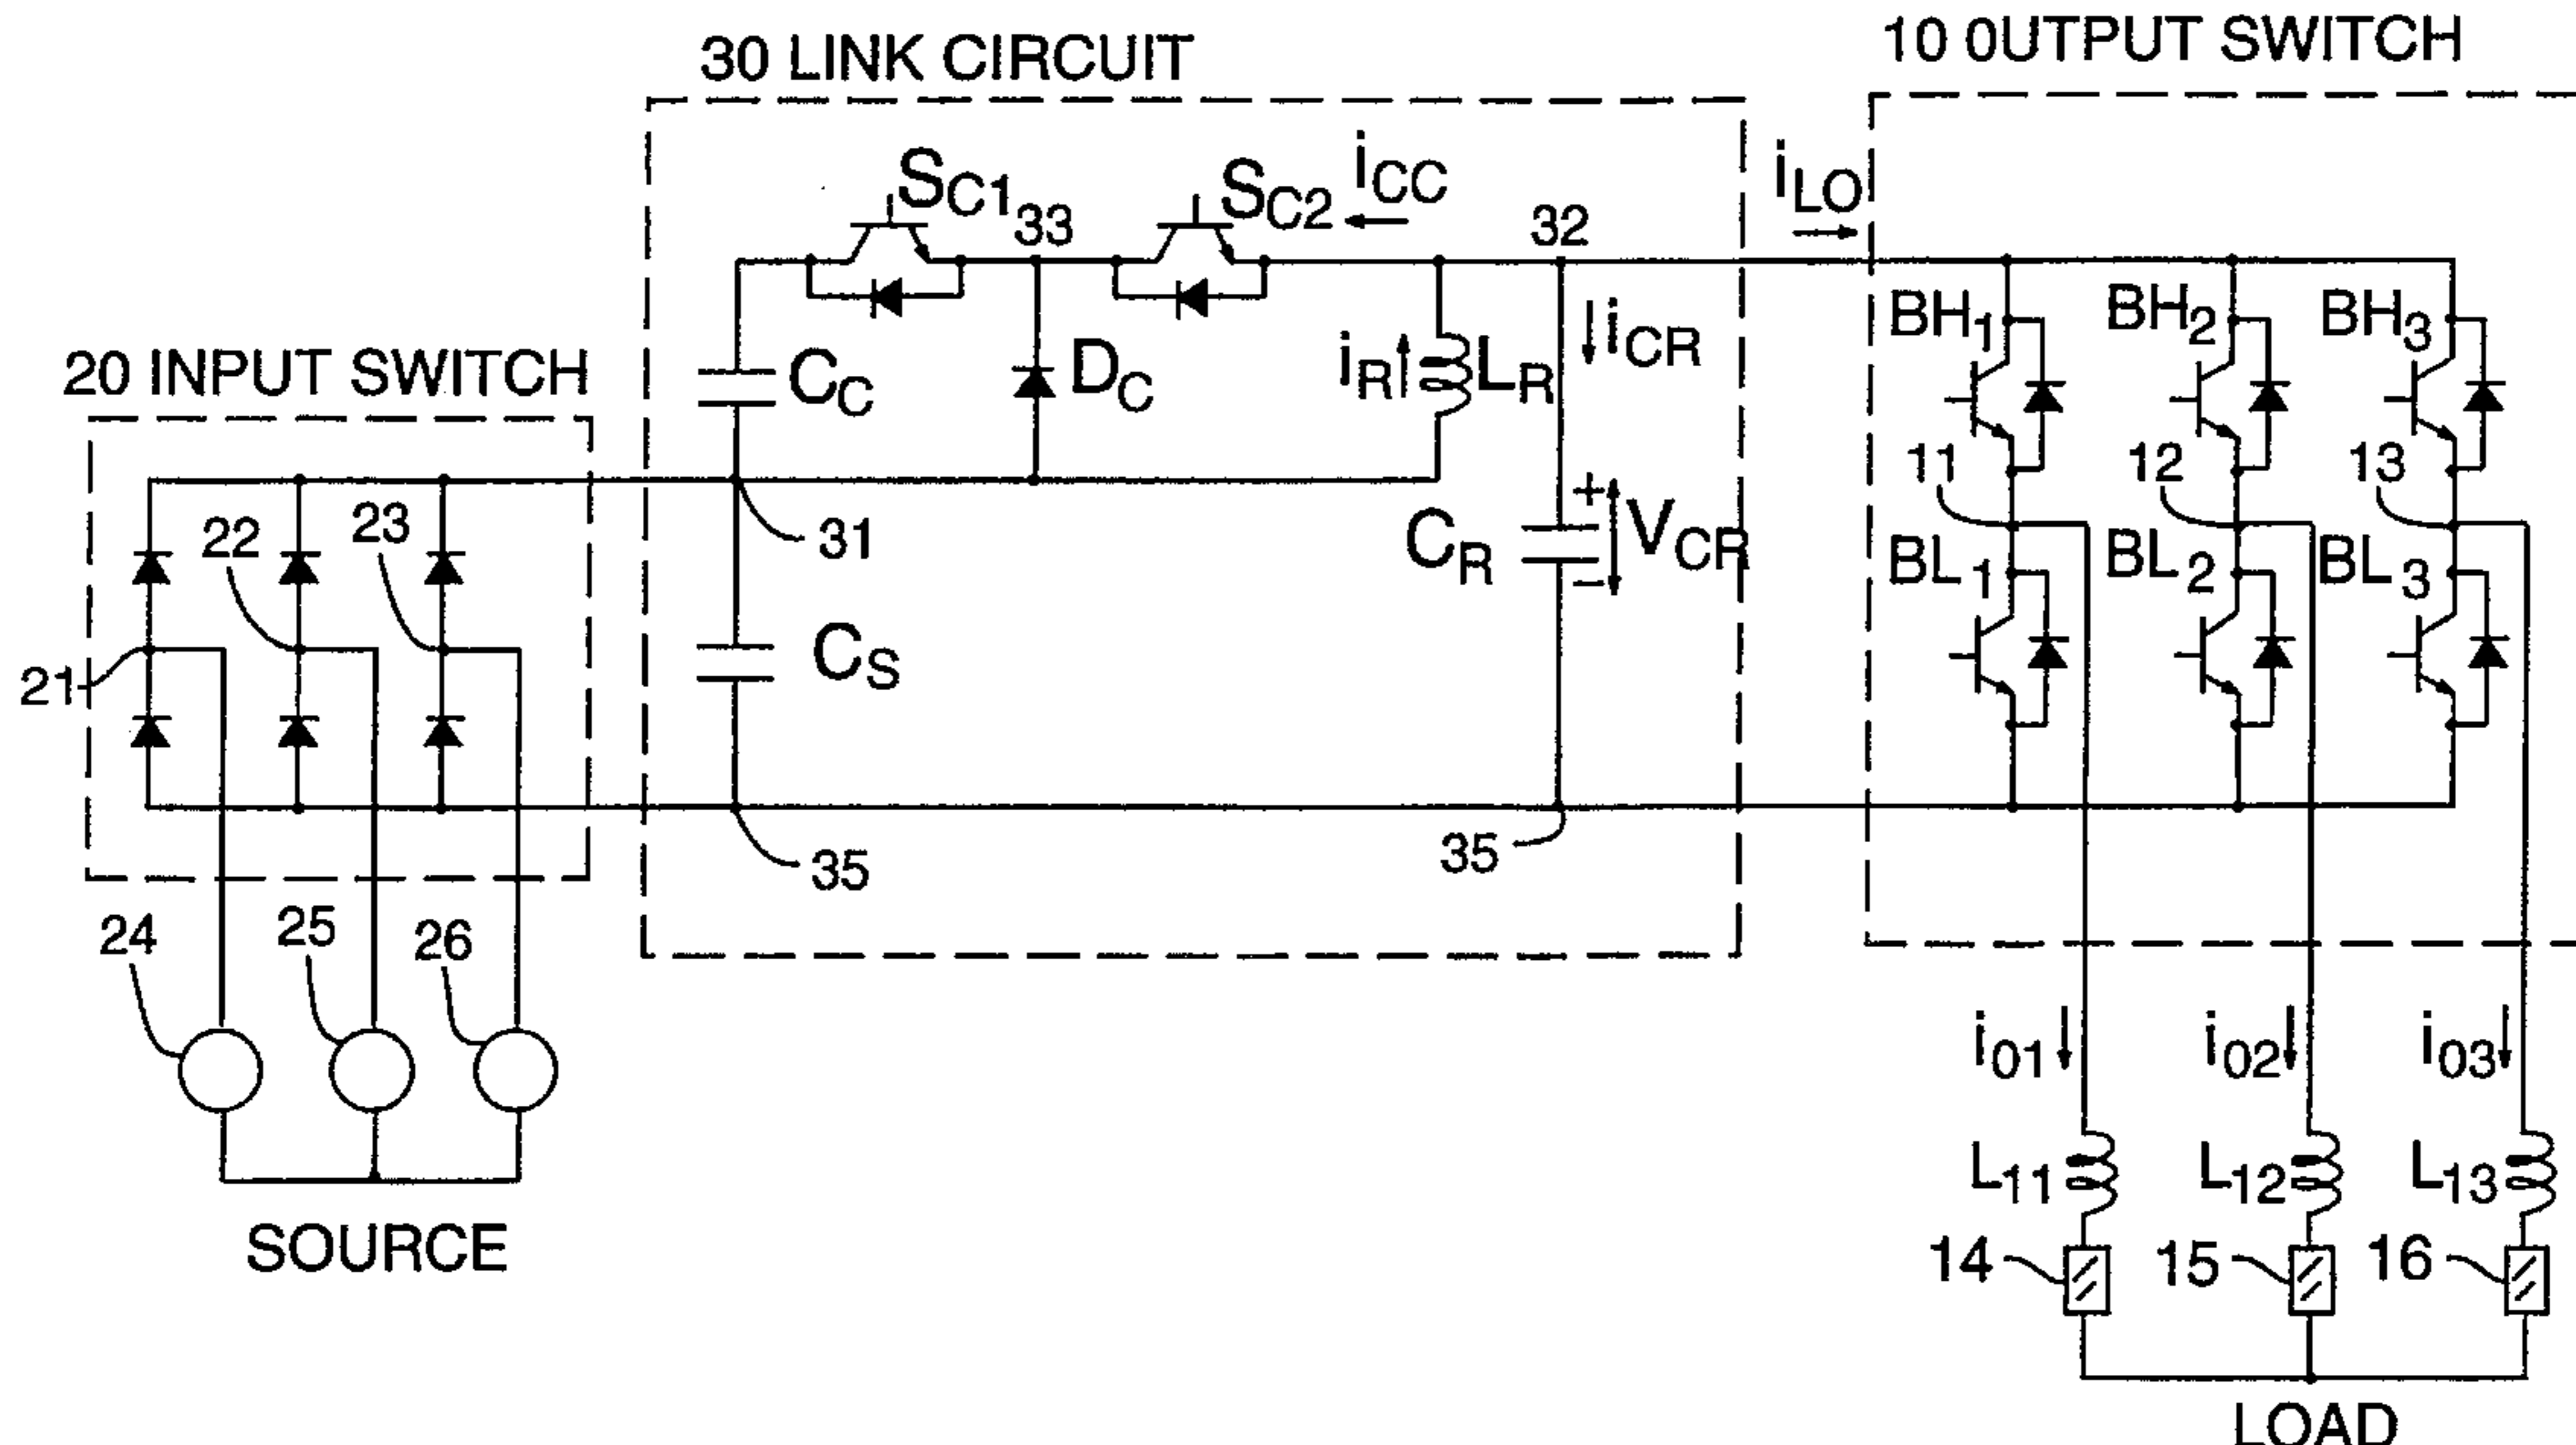 30 LINK CIRCUIT
10 0UTPUT SWITCH
20 INPUT SWITCH
SC1
33
SC2
iCC
32
iLO
CC
DC
iR
LR
iCR
BH1
BH2
BH3
11
12
13
22
23
31
CR
+
VCR
−
BL1
BL2
BL3
21
CS
35
35
24
25
26
i01
i02
i03
L11
L12
L13
SOURCE
14
15
16
LOAD